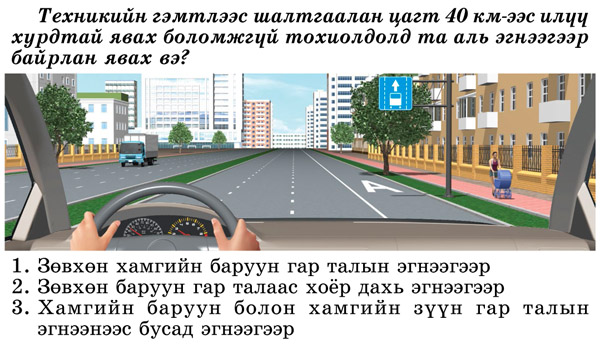 Техникийн гэмтлээс шалтгаалан цагт 40 км-ээс илүү
хурдтай явах боломжгүй тохиолдолд та аль эгнээгээр
байрлан явах вэ?
А
1. Зөвхөн хамгийн баруун гар талын эгнээгээр
2. Зөвхөн баруун гар талаас хоёр дахь эгнээгээр
3. Хамгийн баруун болон хамгийн зүүн гар талын
эгнээнээс бусад эгнээгээр